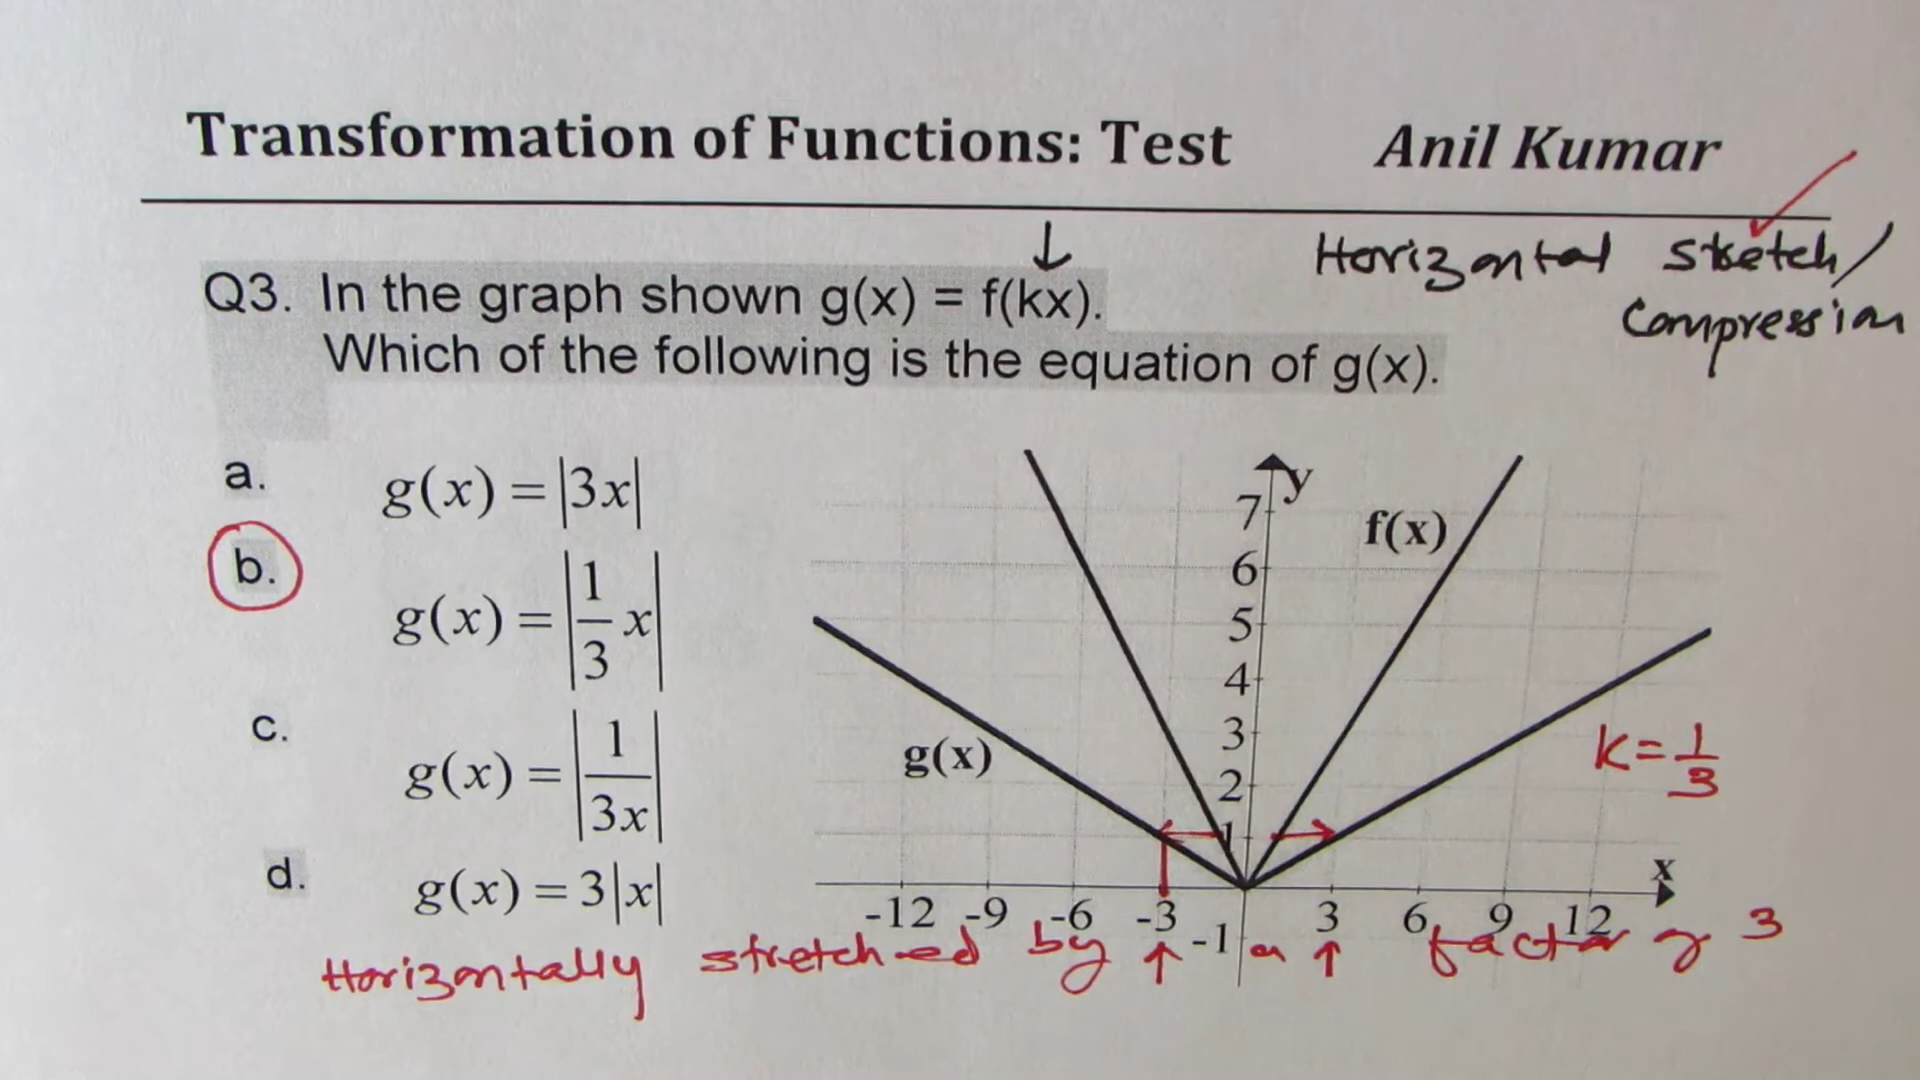 Transformation of Functions: Test Anil Kumar
Horizontal stretch/
Compression
Q3. In the graph shown g(x) = f(kx).
Which of the following is the equation of g(x).
a. g(x) = |3x|
b. g(x) = |1/3 x|
c. g(x) = |1/3x|
d. g(x) = 3|x|
y
7
f(x)
6
5
4
3
g(x)
2
1
K = 1/3
x
-12 -9 -6 -3 3 6 9 12
-1
Horizontally stretched by a factor of 3